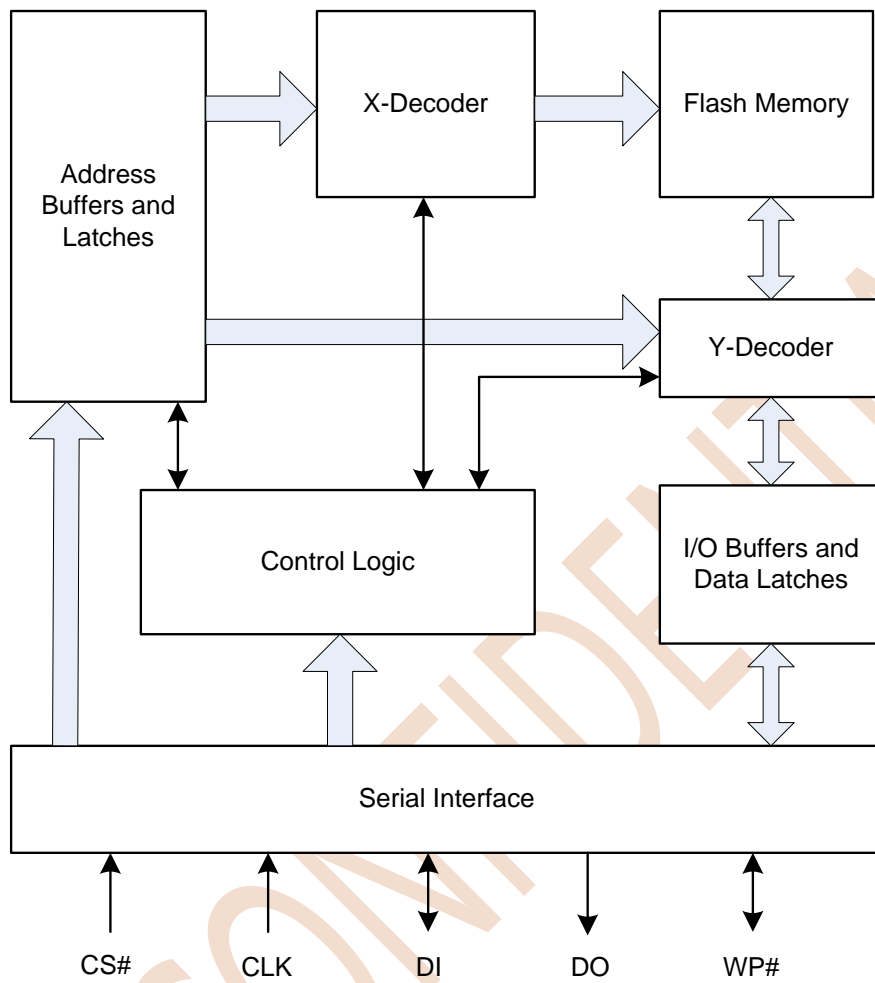 X-Decoder
Flash Memory
Address
Buffers and
Latches
Y-Decoder
Control Logic
I/O Buffers and
Data Latches
Serial Interface
CS#
CLK
DI
DO
WP#